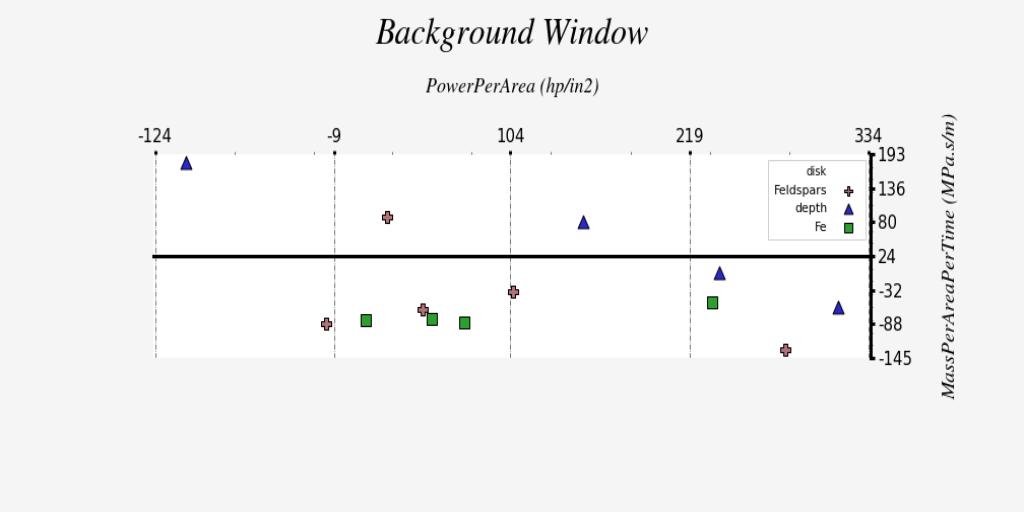 Background Window
PowerPerArea (hp/in2)
-124 -9 104 219 334
193
136
80
24
-32
-88
-145
MassPerAreaPerTime (MPa.s/m)
disk
Feldspars
depth
Fe